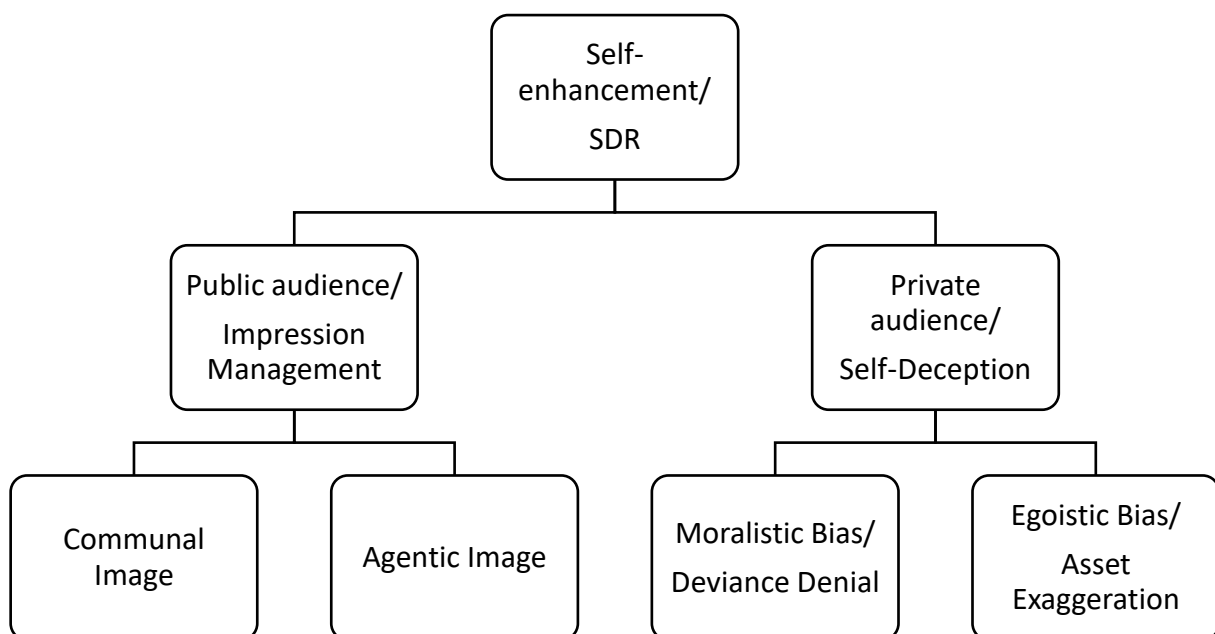 Self-
enhancement/
SDR
Public audience/
Impression
Management
Private
audience/
Self-Deception
Communal
Image
Agentic Image
Moralistic Bias/
Deviance Denial
Egoistic Bias/
Asset
Exaggeration